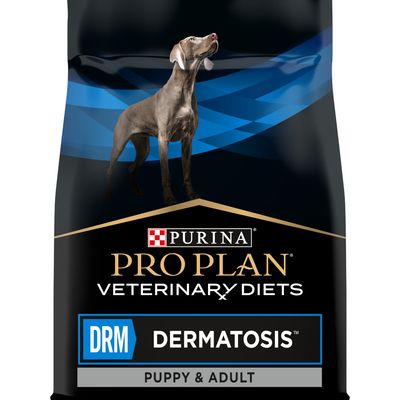 PURINA
PRO PLAN®
VETERINARY DIETS
DRM DERMATOSIS™
PUPPY & ADULT